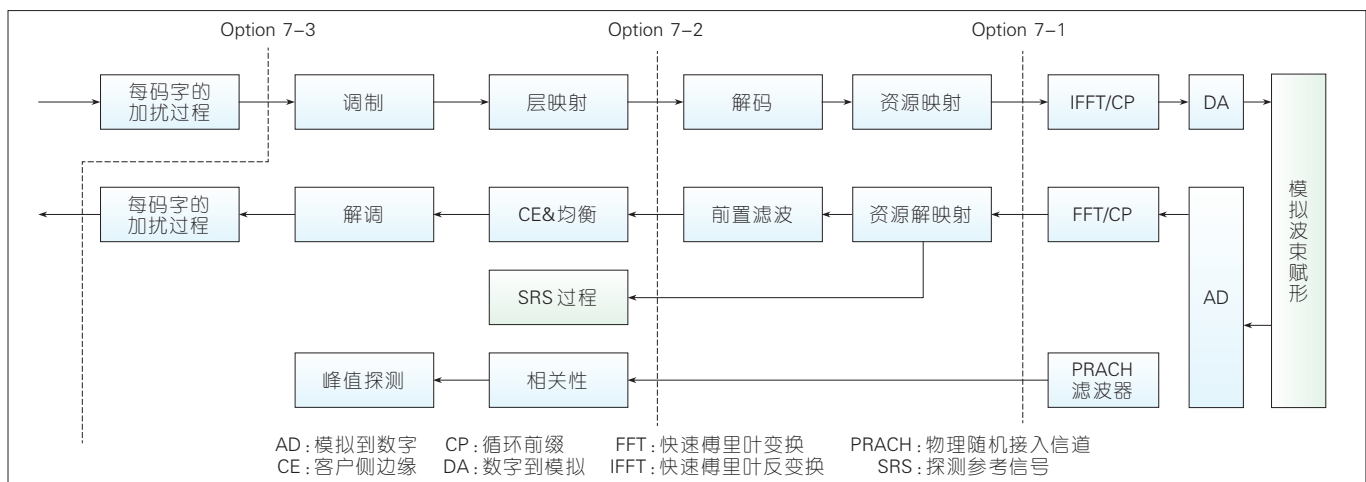 Option 7–3
Option 7–2
Option 7–1
每码字的
加扰过程
调制
层映射
解码
资源映射
IFFT/CP
DA
模拟波束赋形
每码字的
加扰过程
解调
CE&均衡
前置滤波
资源解映射
FFT/CP
AD
SRS过程
峰值探测
相关性
PRACH
滤波器
AD：模拟到数字 CP：循环前缀 FFT：快速傅里叶变换 PRACH：物理随机接入信道
CE：客户侧边缘 DA：数字到模拟 IFFT：快速傅里叶反变换 SRS：探测参考信号